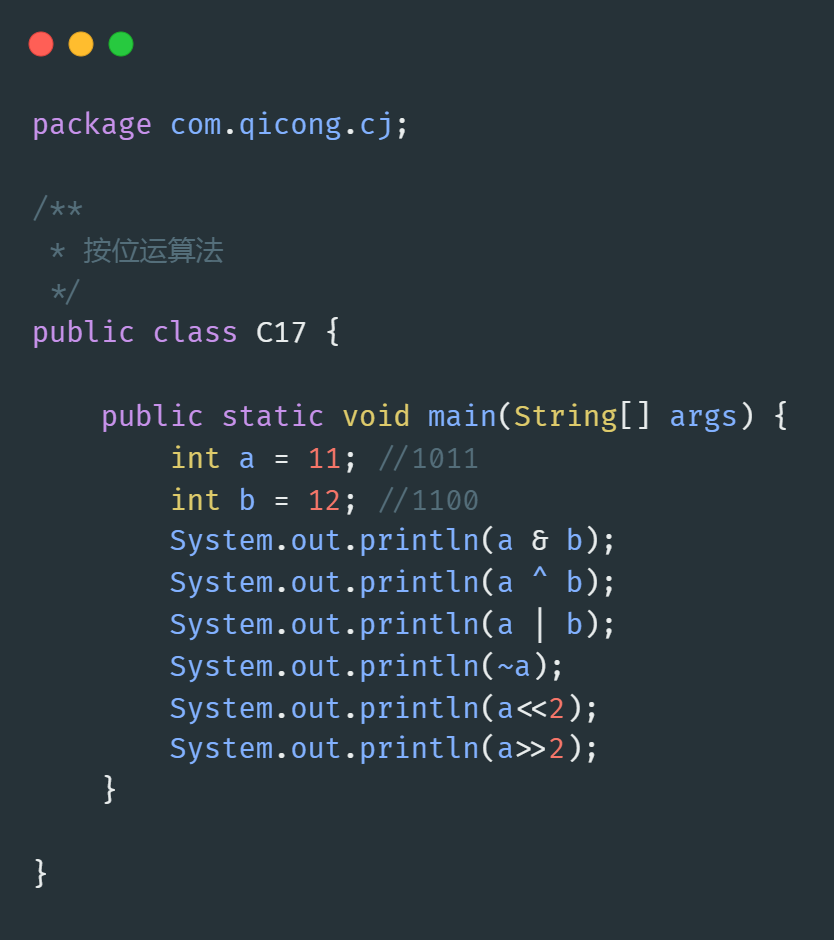 package com.qicong.cj;
/**
 * 按位运算法
 */
public class C17 {
    public static void main(String[] args) {
        int a = 11; //1011
        int b = 12; //1100
        System.out.println(a & b);
        System.out.println(a ^ b);
        System.out.println(a | b);
        System.out.println(~a);
        System.out.println(a<<2);
        System.out.println(a>>2);
    }
}